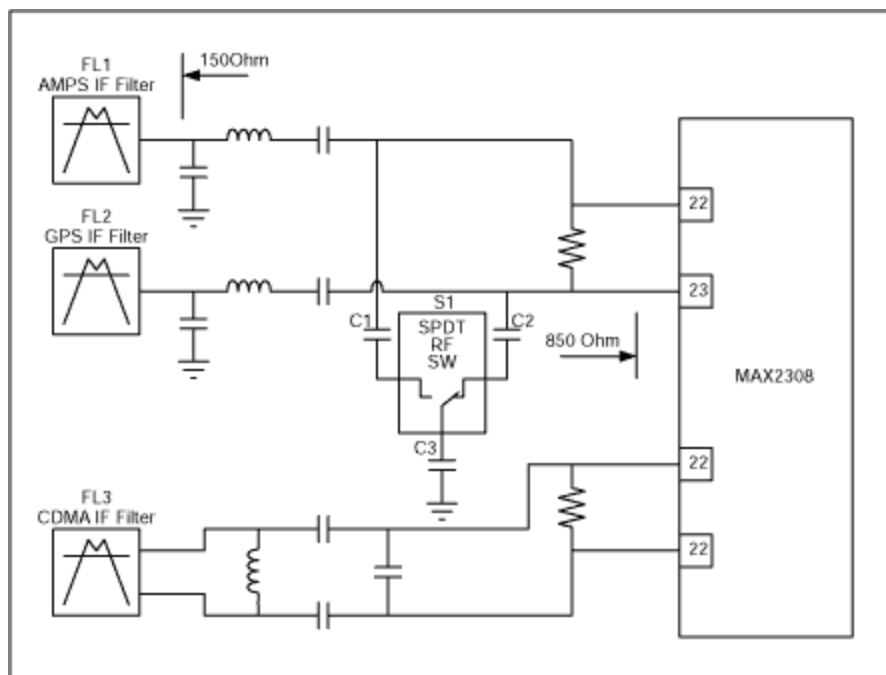 FL1
AMPS IF Filter
150Ohm
22
FL2
GPS IF Filter
23
S1
C1
SPDT
RF
SW
C2
850 Ohm
MAX2308
C3
22
FL3
CDMA IF Filter
22